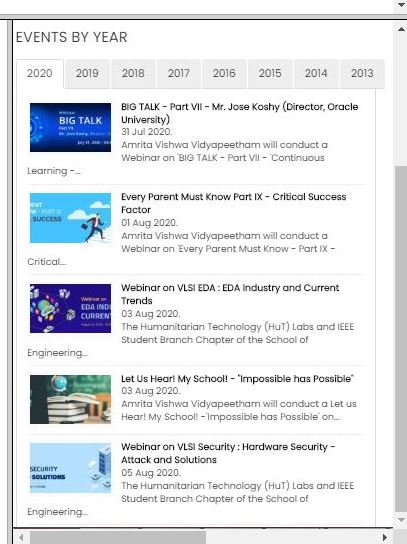 EVENTS BY YEAR
2020 2019 2018 2017 2016 2015 2014 2013
Webinar
BIG TALK
Part VII
BIG TALK - Part VII - Mr. Jose Koshy (Director, Oracle
University)
31 Jul 2020.
Amrita Vishwa Vidyapeetham will conduct a
Webinar on 'BIG TALK - Part VII - 'Continuous
Learning -...
SUCCESS
Every Parent Must Know Part IX - Critical Success
Factor
01 Aug 2020.
Amrita Vishwa Vidyapeetham will conduct a
Webinar on 'Every Parent Must Know - Part IX -
Critical...
Webinar on
EDA IND
CURREN
Webinar on VLSI EDA : EDA Industry and Current
Trends
03 Aug 2020.
The Humanitarian Technology (HuT) Labs and IEEE
Student Branch Chapter of the School of
Engineering...
Let Us Hear! My School! - "Impossible has Possible"
03 Aug 2020.
Amrita Vishwa Vidyapeetham will conduct a Let us
Hear! My School! -'Impossible has Possible' on...
SECURITY
SOLUTIONS
Webinar on VLSI Security : Hardware Security -
Attack and Solutions
05 Aug 2020.
The Humanitarian Technology (HuT) Labs and IEEE
Student Branch Chapter of the School of
Engineering...